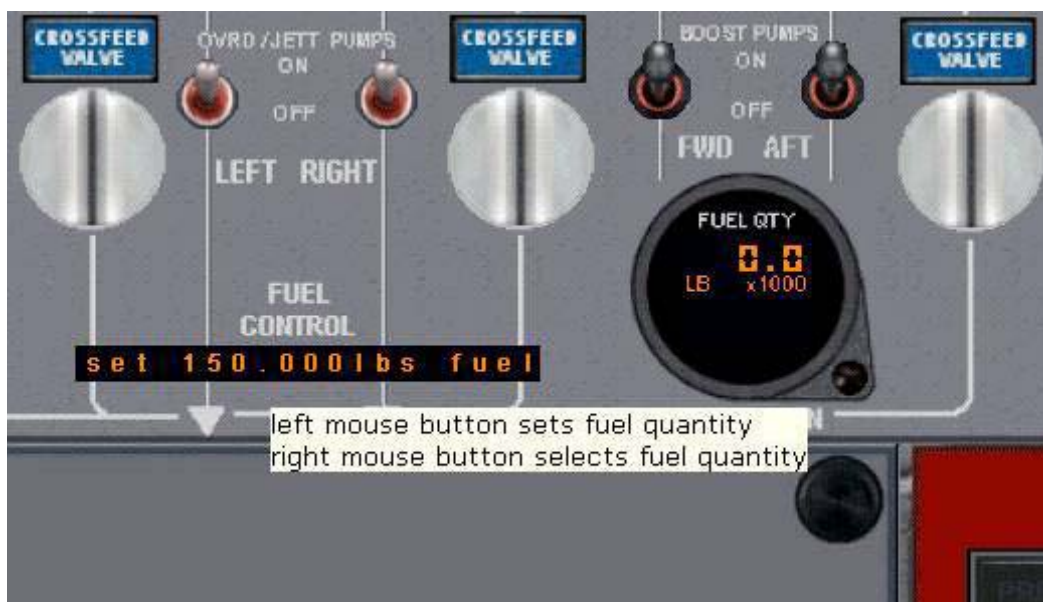 CROSSFEED
VALVE
OVRD/JETT PUMPS
ON
OFF
LEFT RIGHT
CROSSFEED
VALVE
BOOST PUMPS
ON
OFF
FWD AFT
CROSSFEED
VALVE
FUEL QTY
0.0
LB x1000
FUEL
CONTROL
set 150.000lbs fuel
left mouse button sets fuel quantity
right mouse button selects fuel quantity